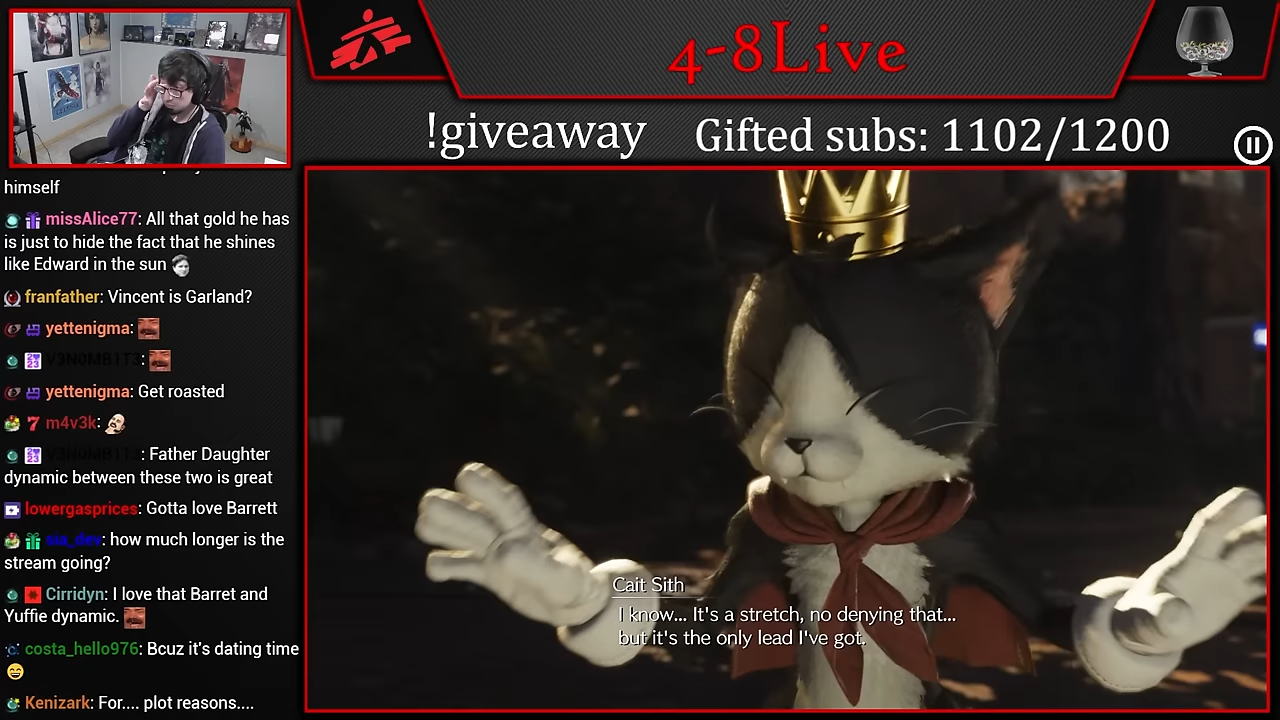 4-8Live
!giveaway
Gifted subs: 1102/1200
himself
missAlice77: All that gold he has
is just to hide the fact that he shines
like Edward in the sun
franfather: Vincent is Garland?
yettenigma:
V3N0MB1T3:
yettenigma: Get roasted
m4v3k:
V3N0MB1T3: Father Daughter
dynamic between these two is great
lowergasprices: Gotta love Barrett
sia_dev: how much longer is the
stream going?
Cirridyn: I love that Barret and
Yuffie dynamic.
costa_hello976: Bcuz it's dating time
Kenizark: For.... plot reasons....
Cait Sith
I know... It's a stretch, no denying that...
but it's the only lead I've got.